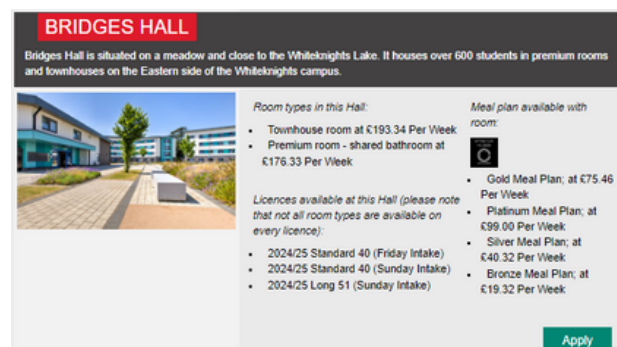 BRIDGES HALL
Bridges Hall is situated on a meadow and close to the Whiteknights Lake. It houses over 600 students in premium rooms
and townhouses on the Eastern side of the Whiteknights campus.
Room types in this Hall:
• Townhouse room at £193.34 Per Week
• Premium room - shared bathroom at
£176.33 Per Week
Licences available at this Hall (please note
that not all room types are available on
every licence):
• 2024/25 Standard 40 (Friday Intake)
• 2024/25 Standard 40 (Sunday Intake)
• 2024/25 Long 51 (Sunday Intake)
Meal plan available with
room:
• Gold Meal Plan; at £75.46
Per Week
• Platinum Meal Plan; at
£99.00 Per Week
• Silver Meal Plan; at
£40.32 Per Week
• Bronze Meal Plan; at
£19.32 Per Week
Apply